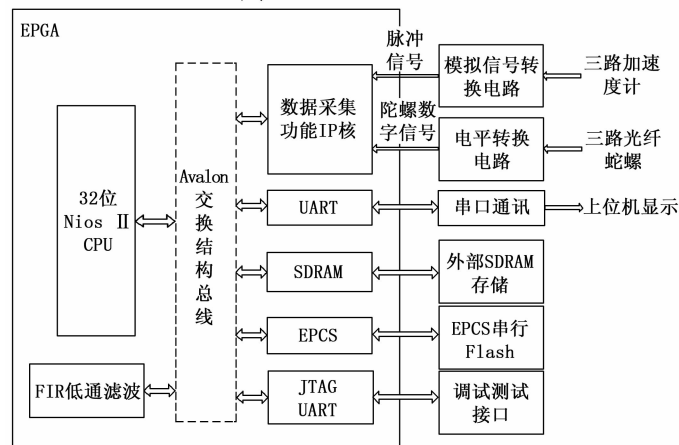 EPGA
脉冲
信号
模拟信号转
换电路
三路加速
度计
数据采集
功能IP核
陀螺数
字信号
电平转换
电路
三路光纤
蛇螺
32位
Nios Ⅱ
CPU
Avalon
交
换
结
构
总
线
UART
串口通讯
上位机显示
SDRAM
外部SDRAM
存储
EPCS
EPCS串行
Flash
FIR低通滤波
JTAG
UART
调试测试
接口